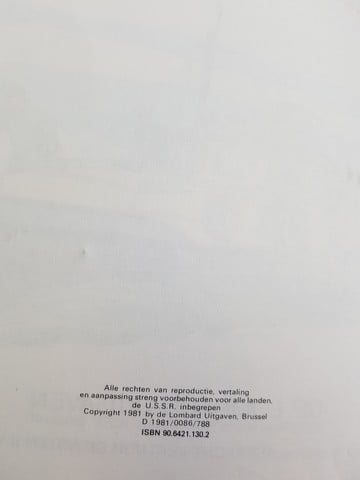 Alle rechten van reproductie, vertaling
en aanpassing streng voorbehouden voor alle landen,
de U.S.S.R. inbegrepen
Copyright 1981 by de Lombard Uitgaven, Brussel
D 1981/0086/788
ISBN 90.6421.130.2